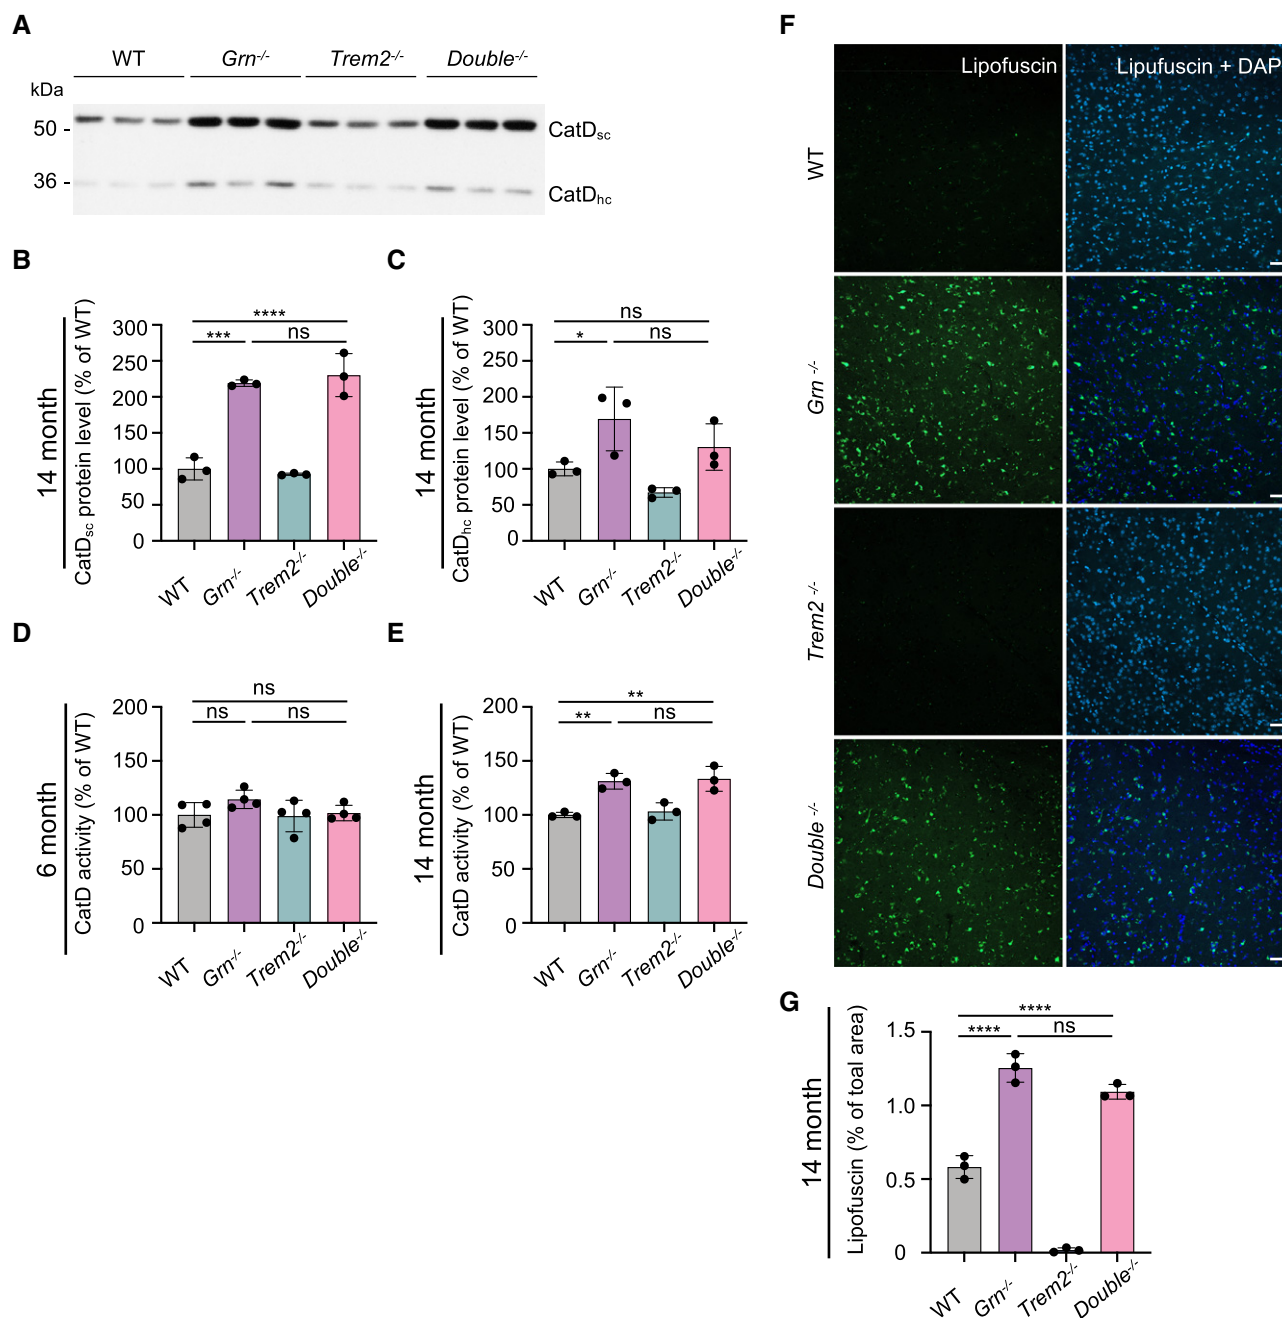 A
WT Grn-/- Trem2-/- Double-/-
kDa
50 - CatDsc
36 - CatDhc
B
14 month
CatDsc protein level (% of WT)
300
250
200
150
100
50
0
****
*** ns
WT Grn-/- Trem2-/- Double-/-
C
14 month
CatDhc protein level (% of WT)
300
250
200
150
100
50
0
ns
* ns
WT Grn-/- Trem2-/- Double-/-
D
6 month
CatD activity (% of WT)
200
150
100
50
0
ns
ns ns
WT Grn-/- Trem2-/- Double-/-
E
14 month
CatD activity (% of WT)
200
150
100
50
0
**
** ns
WT Grn-/- Trem2-/- Double-/-
F
Lipofuscin Lipufuscin + DAP
WT
Grn -/-
Trem2 -/-
Double -/-
G
14 month
Lipofuscin (% of toal area)
1.5
1.0
0.5
0
****
**** ns
WT Grn-/- Trem2-/- Double-/-